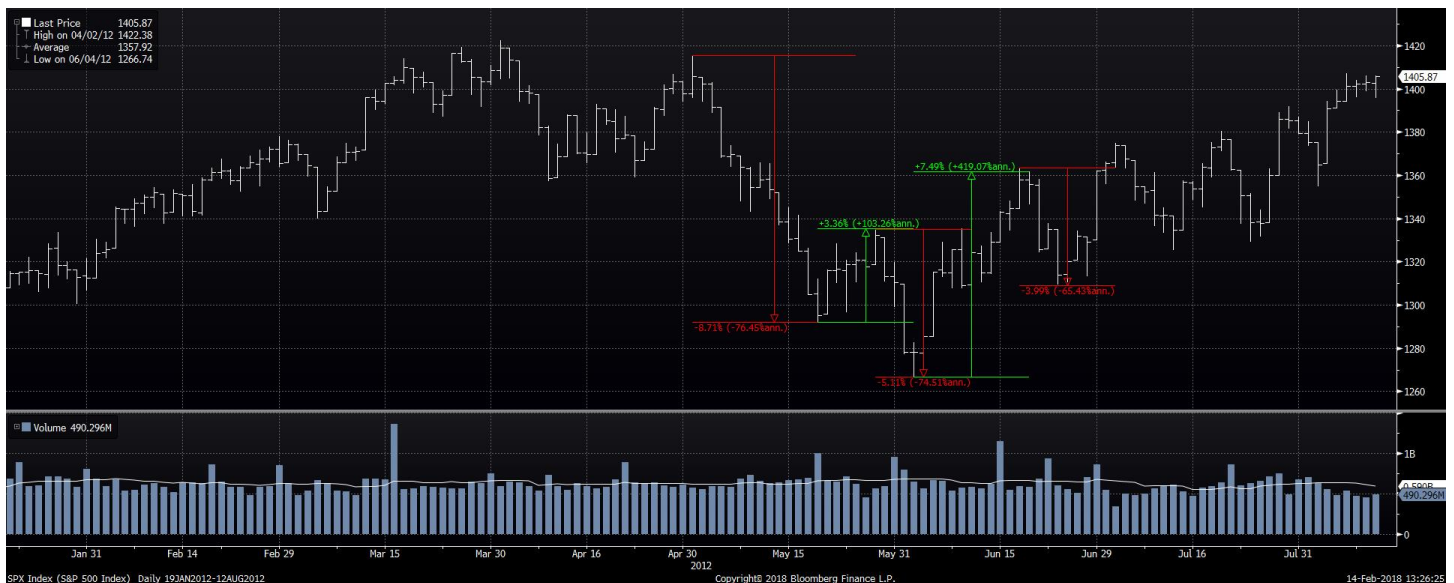 Last Price 1405.87
High on 04/02/12 1422.38
Average 1357.92
Low on 06/04/12 1266.74
1420
1405.87
1400
1380
1360
1340
1320
1300
1280
1260
+7.49% (+419.07%ann.)
+3.36% (+103.26%ann.)
-3.99% (-65.43%ann.)
-8.71% (-76.45%ann.)
-5.11% (-74.51%ann.)
Volume 490.296M
1B
0.590B
490.296M
0
Jan 31 Feb 14 Feb 29 Mar 15 Mar 30 Apr 16 Apr 30 May 15 May 31 Jun 15 Jun 29 Jul 16 Jul 31
2012
SPX Index (S&P 500 Index) Daily 19JAN2012-12AUG2012 Copyright© 2018 Bloomberg Finance L.P. 14-Feb-2018 13:26:25